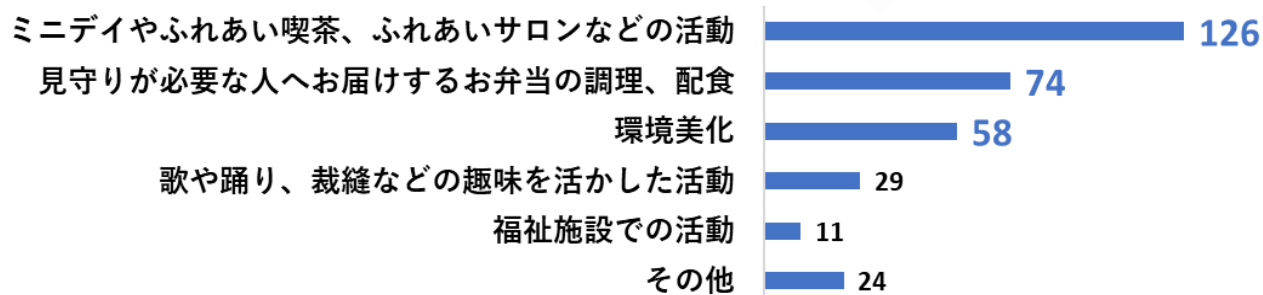 ミニデイやふれあい喫茶、ふれあいサロンなどの活動 126
見守りが必要な人へお届けするお弁当の調理、配食 74
環境美化 58
歌や踊り、裁縫などの趣味を活かした活動 29
福祉施設での活動 11
その他 24